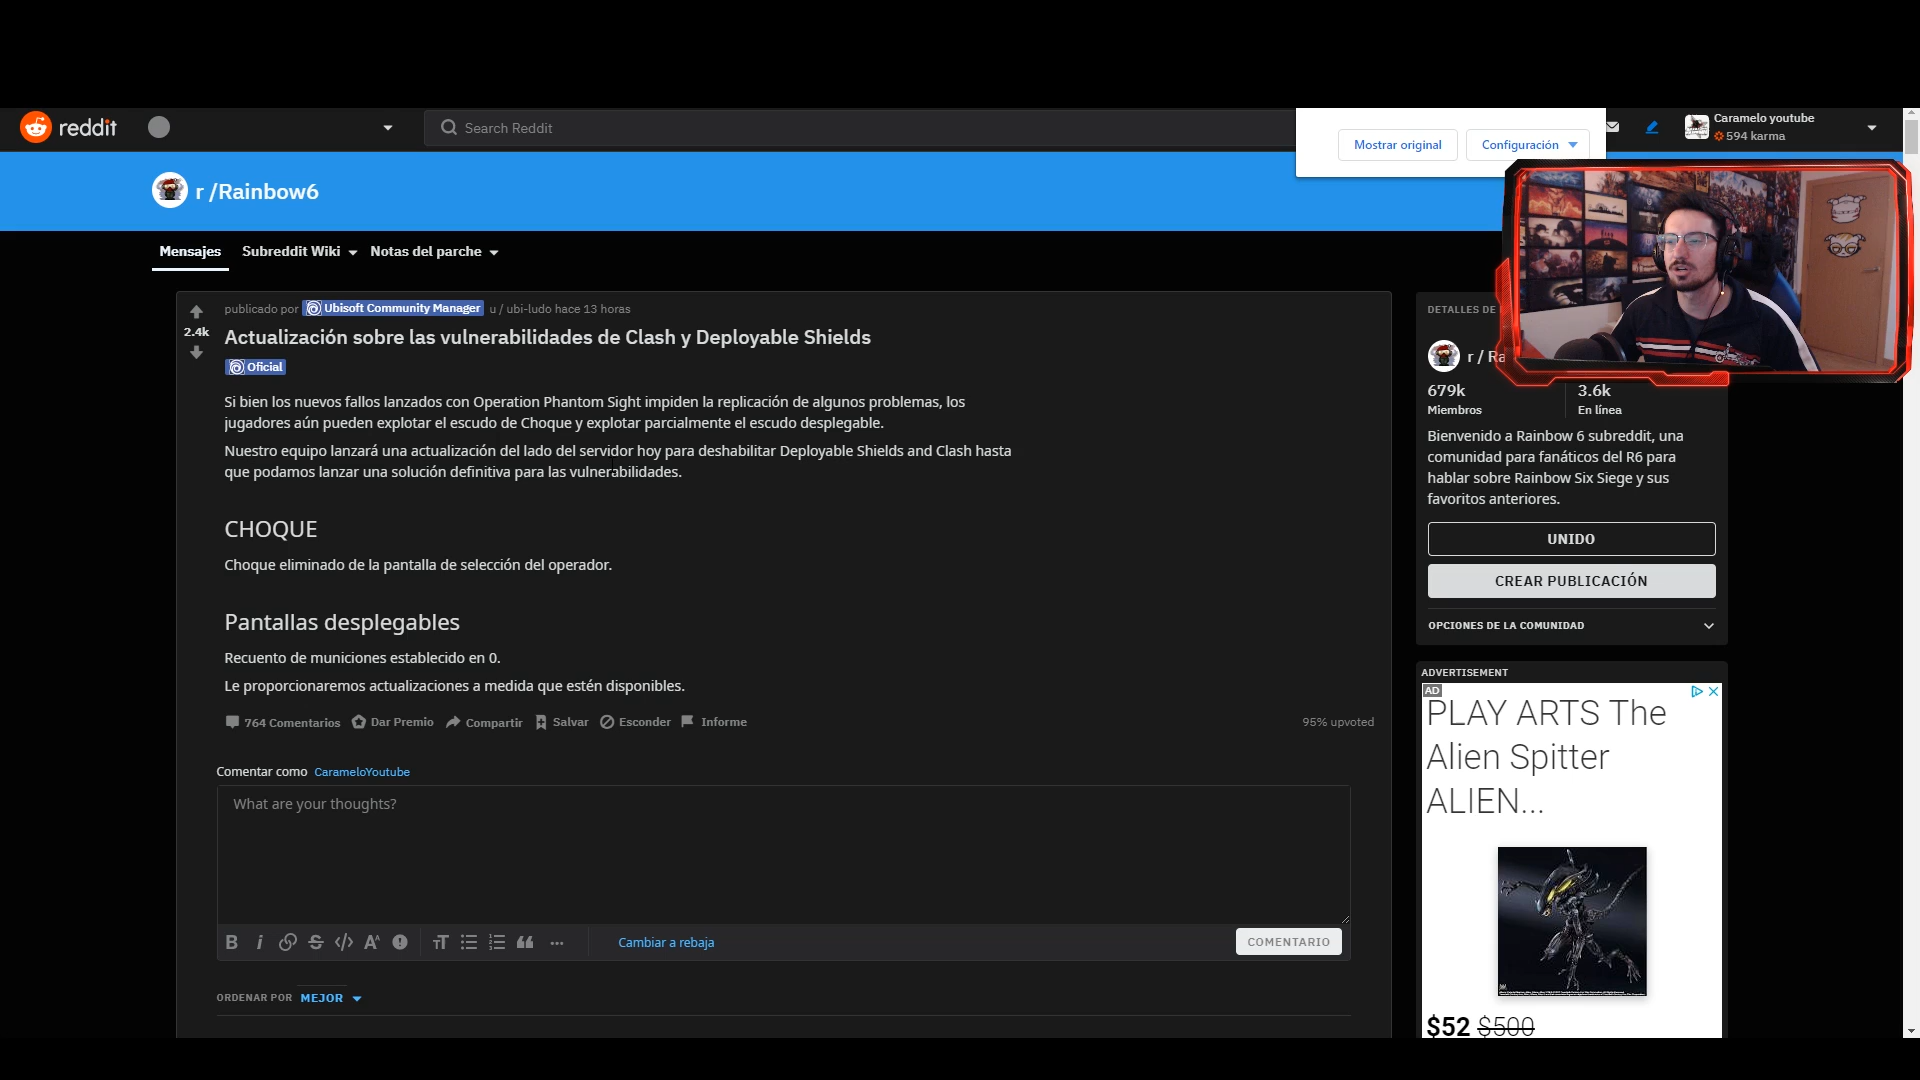 reddit
Search Reddit
Mostrar original
Configuración
Caramelo youtube
594 karma
r /Rainbow6
Mensajes
Subreddit Wiki
Notas del parche
publicado por Ubisoft Community Manager u / ubi-ludo hace 13 horas
2.4k
Actualización sobre las vulnerabilidades de Clash y Deployable Shields
Oficial
Si bien los nuevos fallos lanzados con Operation Phantom Sight impiden la replicación de algunos problemas, los
jugadores aún pueden explotar el escudo de Choque y explotar parcialmente el escudo desplegable.
Nuestro equipo lanzará una actualización del lado del servidor hoy para deshabilitar Deployable Shields and Clash hasta
que podamos lanzar una solución definitiva para las vulnerabilidades.
CHOQUE
Choque eliminado de la pantalla de selección del operador.
Pantallas desplegables
Recuento de municiones establecido en 0.
Le proporcionaremos actualizaciones a medida que estén disponibles.
764 Comentarios Dar Premio Compartir Salvar Esconder Informe 95% upvoted
Comentar como CarameloYoutube
What are your thoughts?
Cambiar a rebaja
COMENTARIO
ORDENAR POR MEJOR
DETALLES DE
r / Ra
679k
Miembros
3.6k
En línea
Bienvenido a Rainbow 6 subreddit, una
comunidad para fanáticos del R6 para
hablar sobre Rainbow Six Siege y sus
favoritos anteriores.
UNIDO
CREAR PUBLICACIÓN
OPCIONES DE LA COMUNIDAD
ADVERTISEMENT
AD
PLAY ARTS The
Alien Spitter
ALIEN...
$52 $500